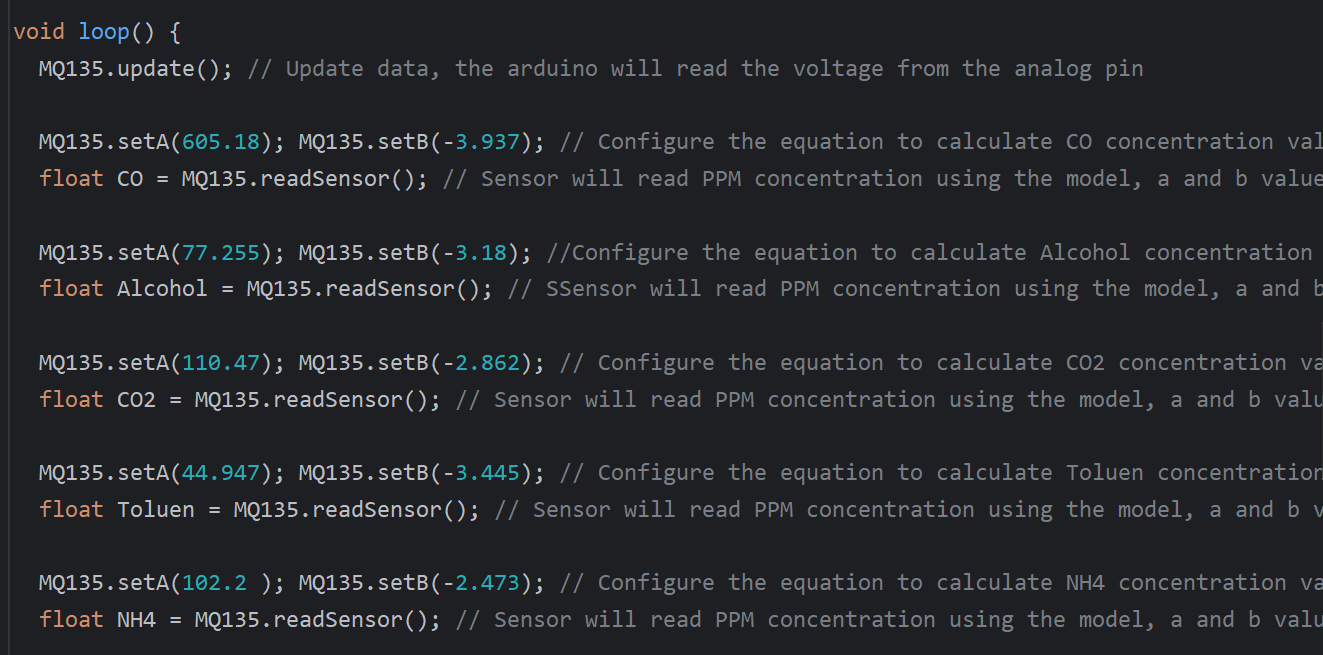 void loop() {
MQ135.update(); // Update data, the arduino will read the voltage from the analog pin
MQ135.setA(605.18); MQ135.setB(-3.937); // Configure the equation to calculate CO concentration val
float CO = MQ135.readSensor(); // Sensor will read PPM concentration using the model, a and b value
MQ135.setA(77.255); MQ135.setB(-3.18); //Configure the equation to calculate Alcohol concentration
float Alcohol = MQ135.readSensor(); // SSensor will read PPM concentration using the model, a and b
MQ135.setA(110.47); MQ135.setB(-2.862); // Configure the equation to calculate CO2 concentration va
float CO2 = MQ135.readSensor(); // Sensor will read PPM concentration using the model, a and b valu
MQ135.setA(44.947); MQ135.setB(-3.445); // Configure the equation to calculate Toluen concentration
float Toluen = MQ135.readSensor(); // Sensor will read PPM concentration using the model, a and b v
MQ135.setA(102.2 ); MQ135.setB(-2.473); // Configure the equation to calculate NH4 concentration va
float NH4 = MQ135.readSensor(); // Sensor will read PPM concentration using the model, a and b valu